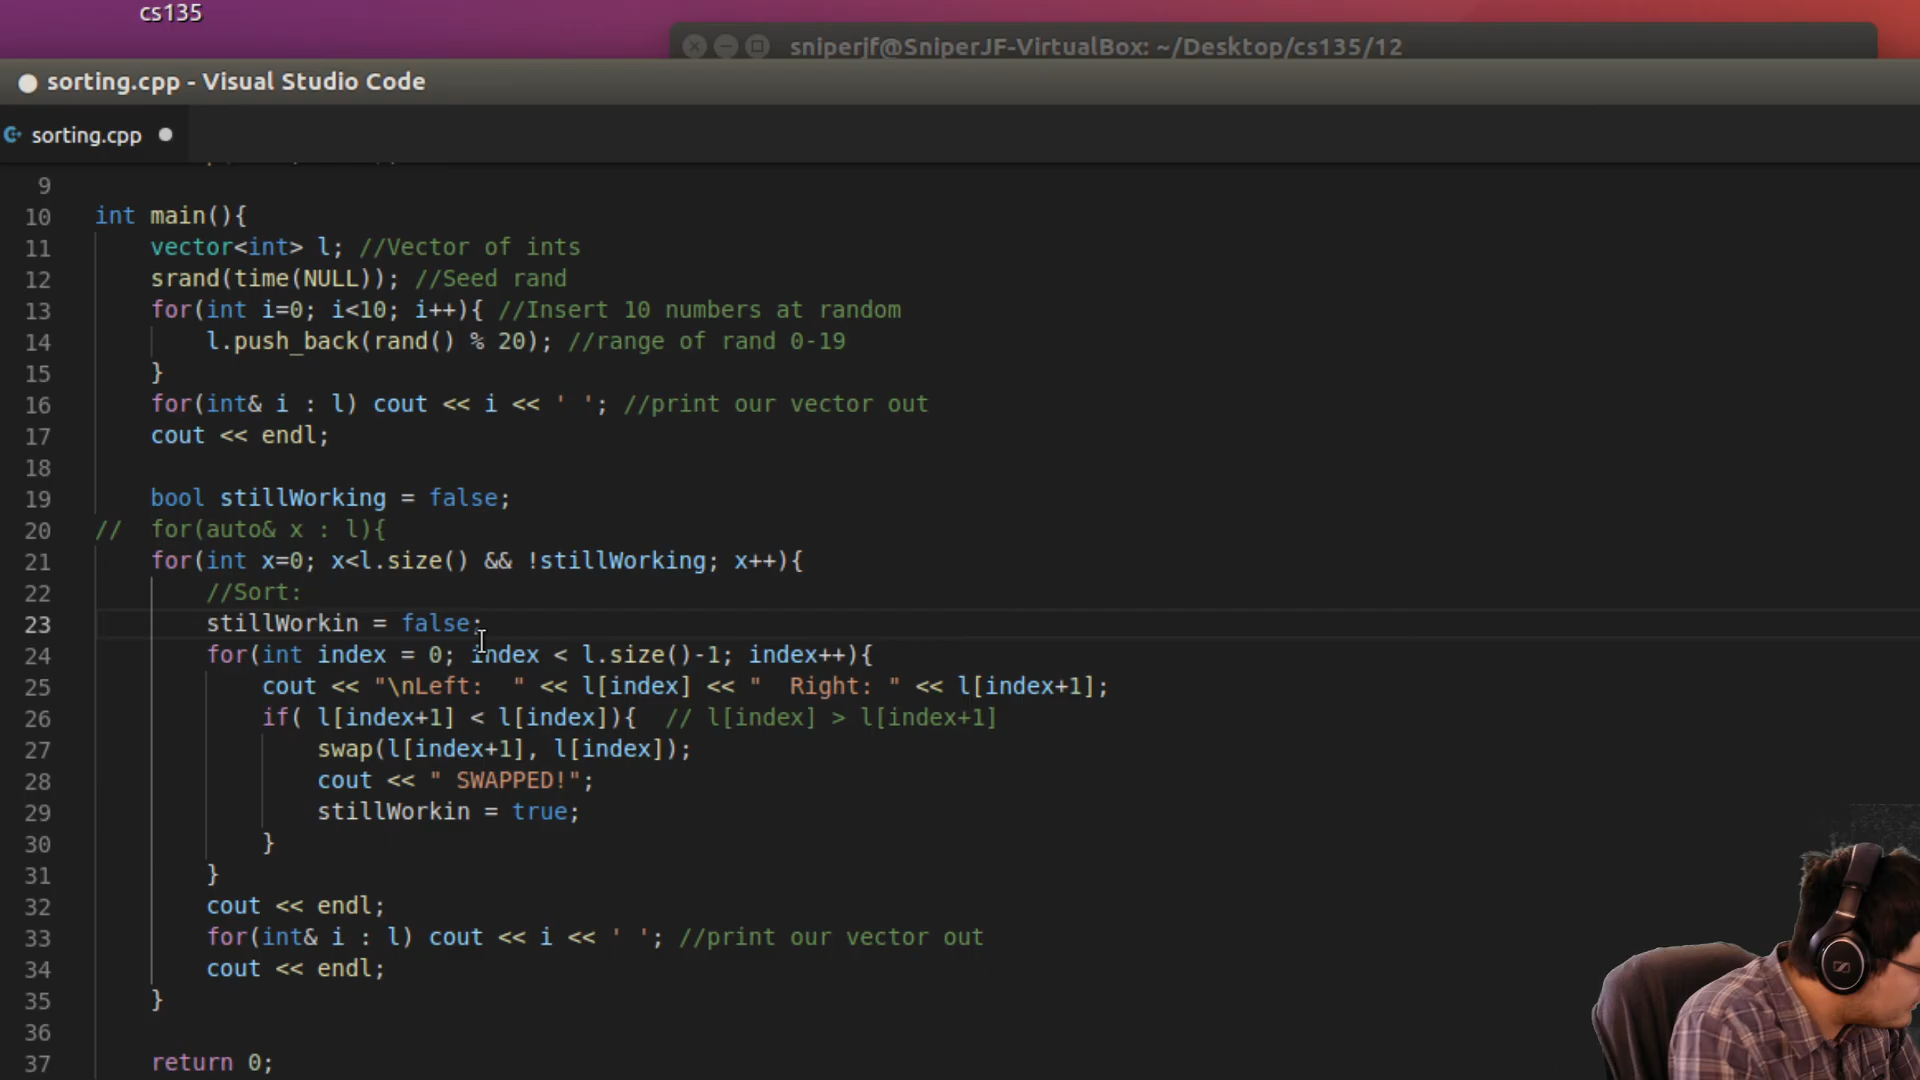 cs135
sniperjf@SniperJF-VirtualBox: ~/Desktop/cs135/12
sorting.cpp - Visual Studio Code
sorting.cpp
9
10 int main(){
11 vector<int> l; //Vector of ints
12 srand(time(NULL)); //Seed rand
13 for(int i=0; i<10; i++){ //Insert 10 numbers at random
14 l.push_back(rand() % 20); //range of rand 0-19
15 }
16 for(int& i : l) cout << i << ' '; //print our vector out
17 cout << endl;
18
19 bool stillWorking = false;
20 // for(auto& x : l){
21 for(int x=0; x<l.size() && !stillWorking; x++){
22 //Sort:
23 stillWorkin = false;
24 for(int index = 0; index < l.size()-1; index++){
25 cout << "\nLeft:  " << l[index] << "  Right: " << l[index+1];
26 if( l[index+1] < l[index]){  // l[index] > l[index+1]
27 swap(l[index+1], l[index]);
28 cout << " SWAPPED!";
29 stillWorkin = true;
30 }
31 }
32 cout << endl;
33 for(int& i : l) cout << i << ' '; //print our vector out
34 cout << endl;
35 }
36
37 return 0;